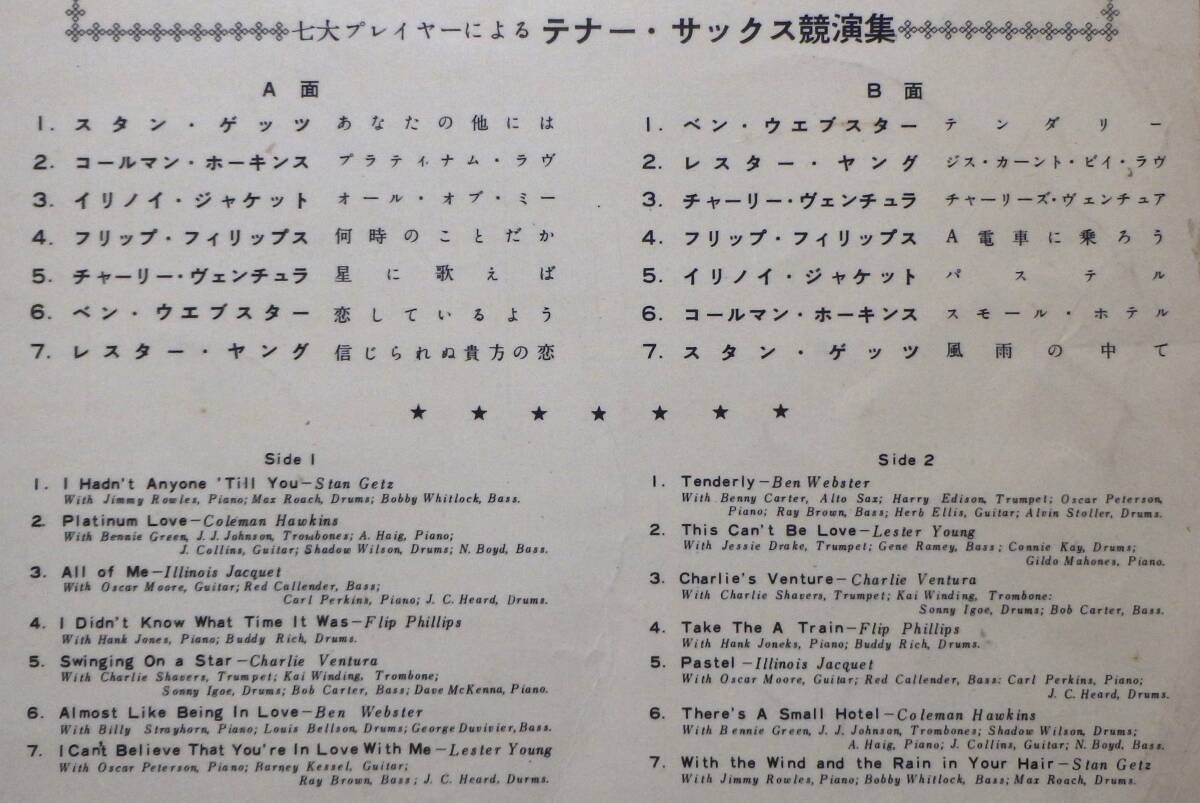 七大プレイヤーによる テナー・サックス競演集
A 面
1. スタン・ゲッツ あなたの他には
2. コールマン・ホーキンス プラティナム・ラヴ
3. イリノイ・ジャケット オール・オブ・ミー
4. フリップ・フィリップス 何時のことだか
5. チャーリー・ヴェンチュラ 星に歌えば
6. ベン・ウエブスター 恋しているよう
7. レスター・ヤング 信じられぬ貴方の恋
B 面
1. ベン・ウエブスター テンダリー
2. レスター・ヤング ジス・カーント・ビイ・ラヴ
3. チャーリー・ヴェンチュラ チャーリーズ・ヴェンチュア
4. フリップ・フィリップス A電車に乗ろう
5. イリノイ・ジャケット パステル
6. コールマン・ホーキンス スモール・ホテル
7. スタン・ゲッツ 風雨の中て
Side 1
1. I Hadn't Anyone 'Till You—Stan Getz
With Jimmy Rowles, Piano; Max Roach, Drums; Bobby Whitlock, Bass.
2. Platinum Love—Coleman Hawkins
With Bennie Green, J. J. Johnson, Trombones; A. Haig, Piano;
J. Collins, Guitar; Shadow Wilson, Drums; N. Boyd, Bass.
3. All of Me—Illinois Jacquet
With Oscar Moore, Guitar; Red Callender, Bass;
Carl Perkins, Piano; J. C. Heard, Drums.
4. I Didn't Know What Time It Was—Flip Phillips
With Hank Jones, Piano; Buddy Rich, Drums.
5. Swinging On a Star—Charlie Ventura
With Charlie Shavers, Trumpet; Kai Winding, Trombone;
Sonny Igoe, Drums; Bob Carter, Bass; Dave McKenna, Piano.
6. Almost Like Being In Love—Ben Webster
With Billy Strayhorn, Piano; Louis Bellson, Drums; George Duvivier, Bass.
7. I Can't Believe That You're In Love With Me—Lester Young
With Oscar Peterson, Piano; Barney Kessel, Guitar;
Ray Brown, Bass; J. C. Heard, Durms.
Side 2
1. Tenderly—Ben Webster
With Benny Carter, Alto Sax; Harry Edison, Trumpet; Oscar Peterson,
Piano; Ray Brown, Bass; Herb Ellis, Guitar; Alvin Stoller, Drums.
2. This Can't Be Love—Lester Young
With Jessie Drake, Trumpet; Gene Ramey, Bass; Connie Kay, Drums;
Gildo Mahones, Piano.
3. Charlie's Venture—Charlie Ventura
With Charlie Shavers, Trumpet; Kai Winding, Trombone:
Sonny Igoe, Drums; Bob Carter, Bass.
4. Take The A Train—Flip Phillips
With Hank Joneks, Piano; Buddy Rich, Drums.
5. Pastel—Illinois Jacquet
With Oscar Moore, Guitar; Red Callender, Bass: Carl Perkins, Piano;
J. C. Heard, Drums.
6. There's A Small Hotel—Coleman Hawkins
With Bennie Green, J. J. Johnson, Trombones; Shadow Wilson, Drums;
A. Haig, Piano; J. Collins, Guitar; N. Boyd, Bass.
7. With the Wind and the Rain in Your Hair—Stan Getz
With Jimmy Rowles, Piano; Bobby Whitlock, Bass; Max Roach, Drums.